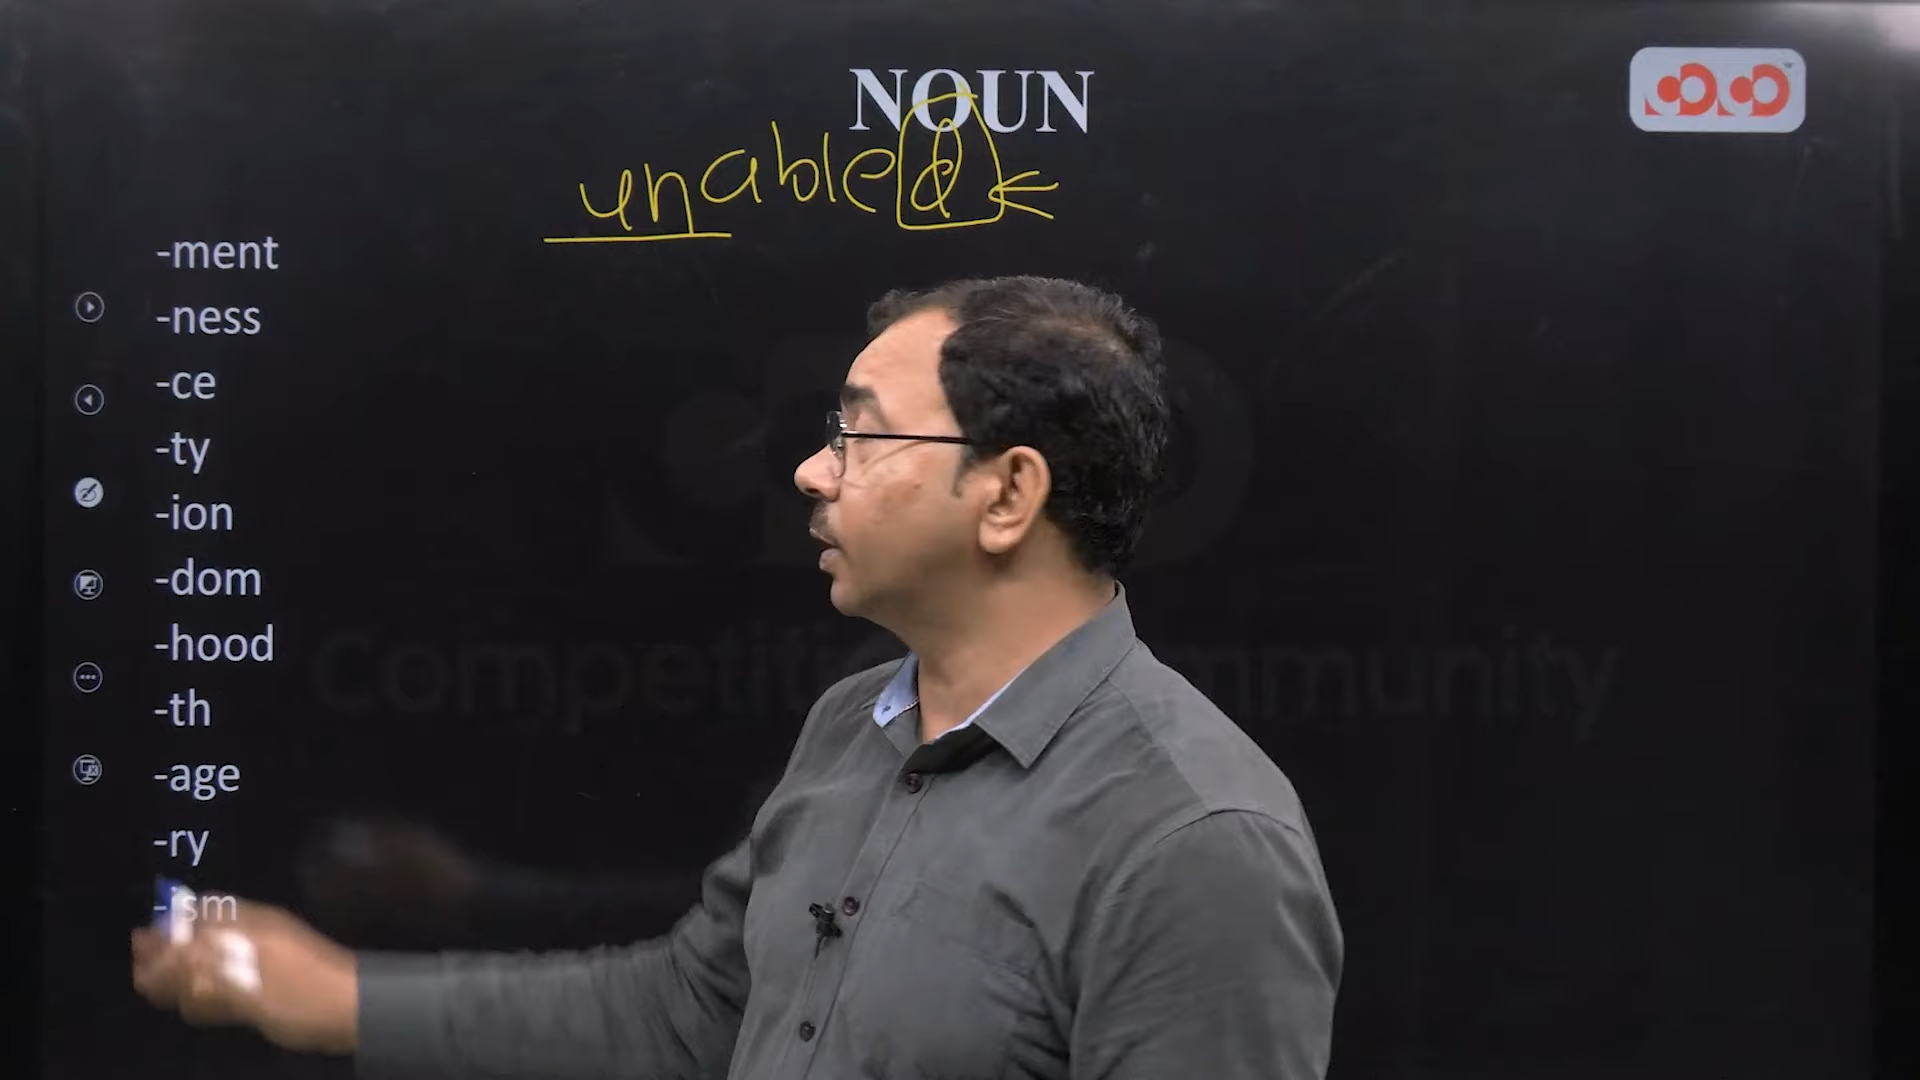 NOUN
unabled
-ment
-ness
-ce
-ty
-ion
-dom
-hood
-th
-age
-ry
-ism